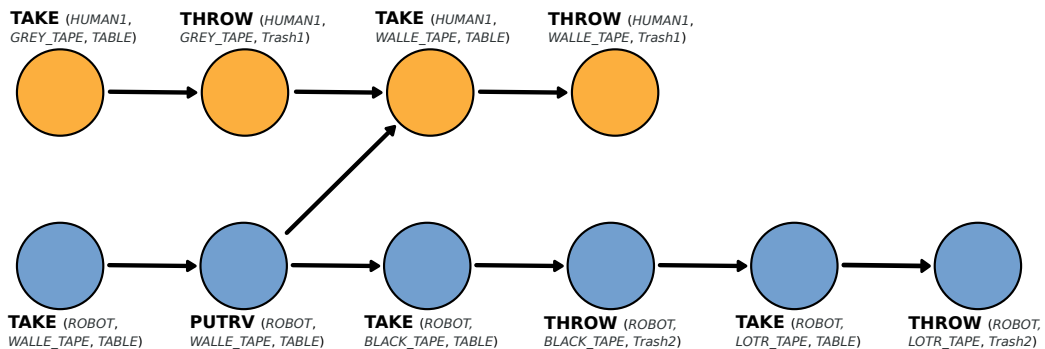 TAKE (HUMAN1,
GREY_TAPE, TABLE)
THROW (HUMAN1,
GREY_TAPE, Trash1)
TAKE (HUMAN1,
WALLE_TAPE, TABLE)
THROW (HUMAN1,
WALLE_TAPE, Trash1)
TAKE (ROBOT,
WALLE_TAPE, TABLE)
PUTRV (ROBOT,
WALLE_TAPE, TABLE)
TAKE (ROBOT,
BLACK_TAPE, TABLE)
THROW (ROBOT,
BLACK_TAPE, Trash2)
TAKE (ROBOT,
LOTR_TAPE, TABLE)
THROW (ROBOT,
LOTR_TAPE, Trash2)